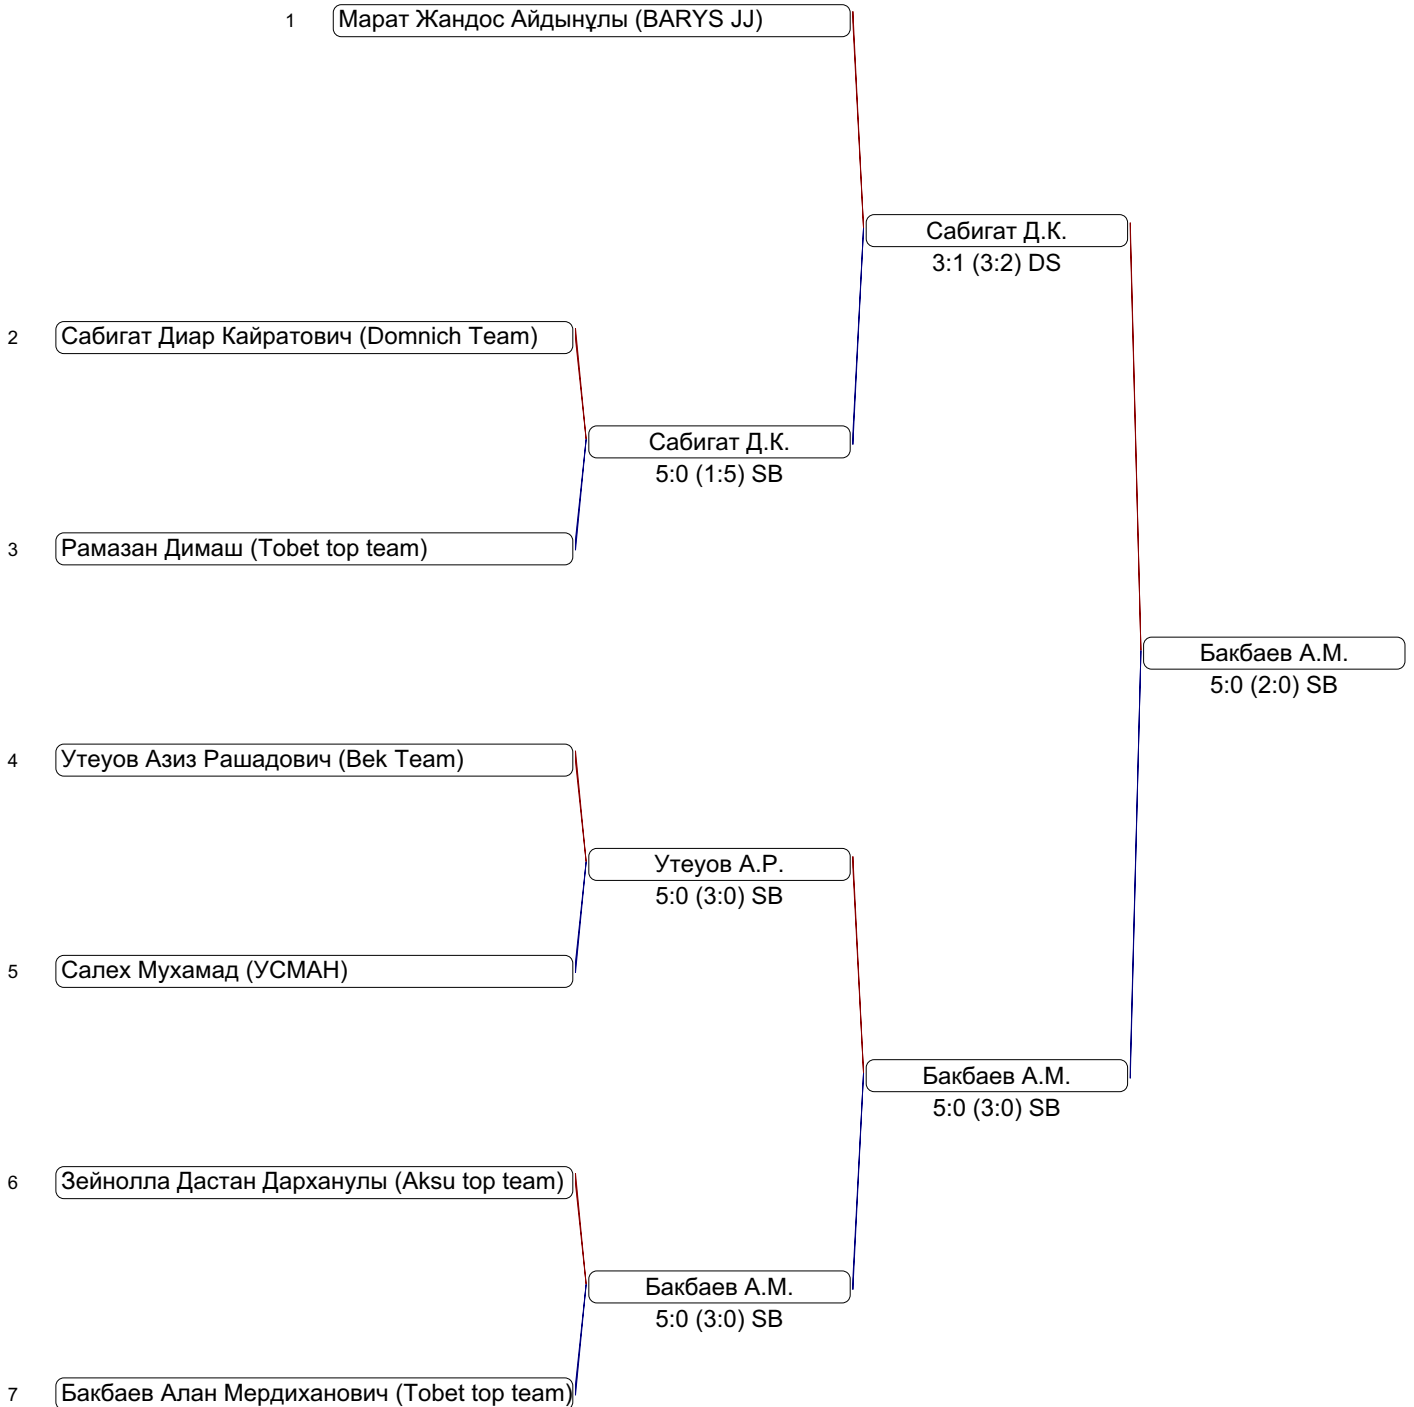 1 Марат Жандос Айдынұлы (BARYS JJ)
Сабигат Д.К.
3:1 (3:2) DS
2 Сабигат Диар Кайратович (Domnich Team)
Сабигат Д.К.
5:0 (1:5) SB
3 Рамазан Димаш (Tobet top team)
Бакбаев А.М.
5:0 (2:0) SB
4 Утеуов Азиз Рашадович (Bek Team)
Утеуов А.Р.
5:0 (3:0) SB
5 Салех Мухамад (УСМАН)
Бакбаев А.М.
5:0 (3:0) SB
6 Зейнолла Дастан Дарханулы (Aksu top team)
Бакбаев А.М.
5:0 (3:0) SB
7 Бакбаев Алан Мердиханович (Tobet top team)